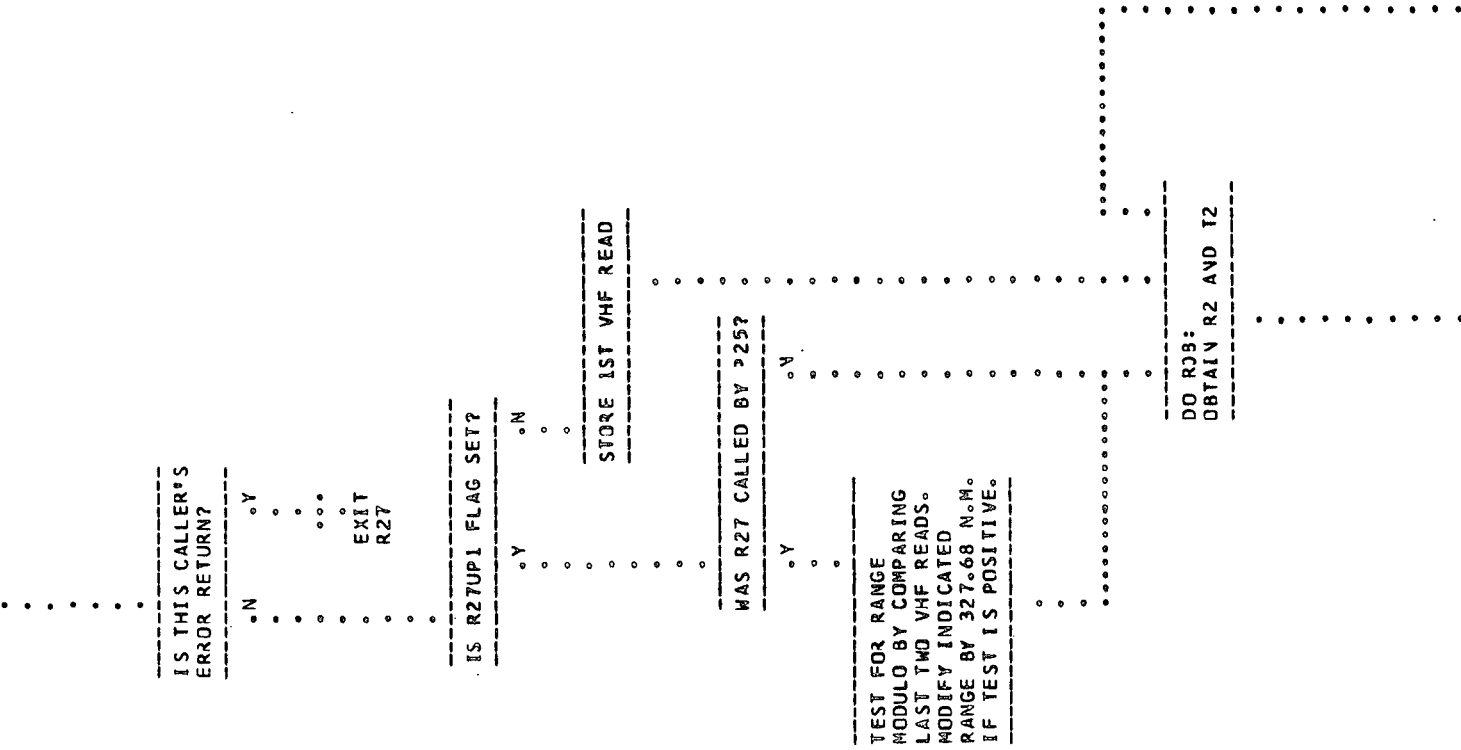 IS THIS CALLER'S
ERROR RETURN?
N
Y
EXIT
R27
IS R27UP1 FLAG SET?
Y
N
STORE 1ST VHF READ
WAS R27 CALLED BY P25?
Y
N
TEST FOR RANGE
MODULO BY COMPARING
LAST TWO VHF READS.
MODIFY INDICATED
RANGE BY 327.68 N.M.
IF TEST IS POSITIVE.
DO ROB:
OBTAIN R2 AND T2